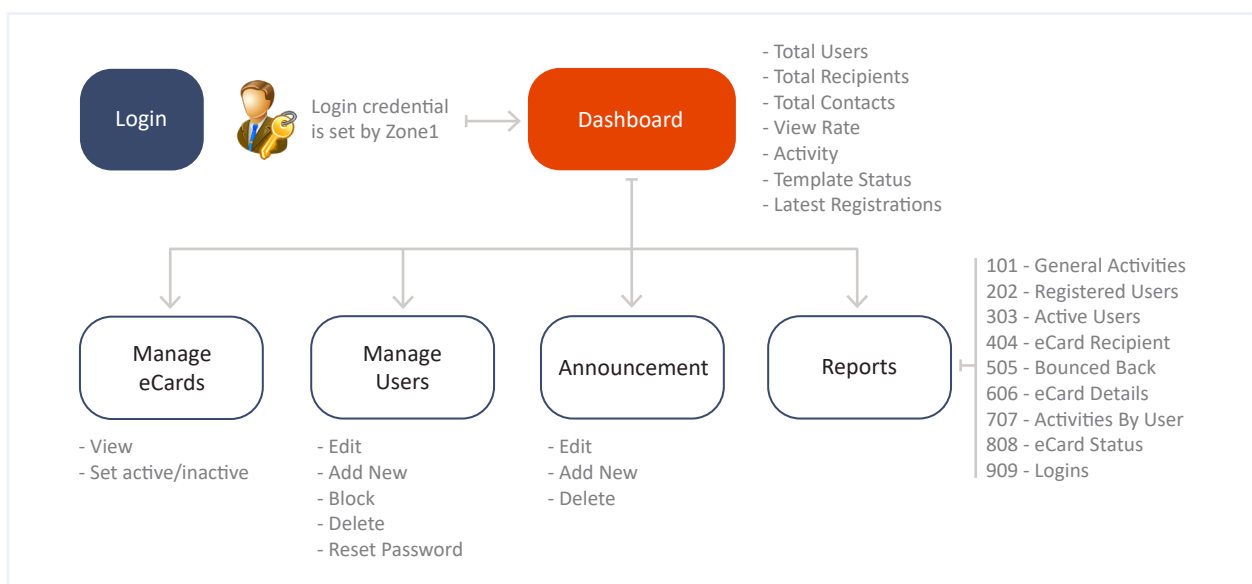 Login
Login credential
is set by Zone1
Dashboard
- Total Users
- Total Recipients
- Total Contacts
- View Rate
- Activity
- Template Status
- Latest Registrations
Manage
eCards
- View
- Set active/inactive
Manage
Users
- Edit
- Add New
- Block
- Delete
- Reset Password
Announcement
- Edit
- Add New
- Delete
Reports
101 - General Activities
202 - Registered Users
303 - Active Users
404 - eCard Recipient
505 - Bounced Back
606 - eCard Details
707 - Activities By User
808 - eCard Status
909 - Logins